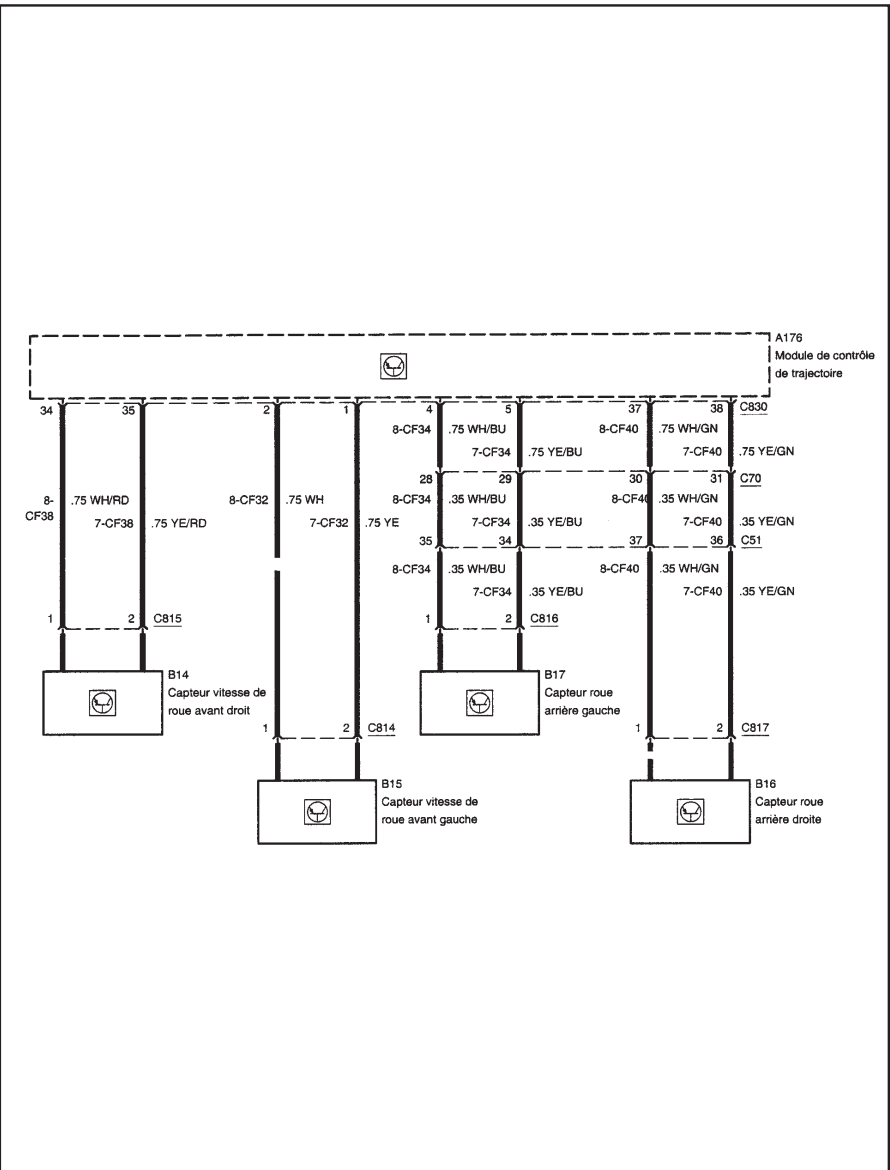 A176
Module de contrôle
de trajectoire
34 35 2 1 4 5 37 38 C830
8-CF34 .75 WH/BU 8-CF40 .75 WH/GN
7-CF34 .75 YE/BU 7-CF40 .75 YE/GN
28 29 30 31 C70
8-
CF38
.75 WH/RD 8-CF32 .75 WH 8-CF34 .35 WH/BU 8-CF40 .35 WH/GN
7-CF38 .75 YE/RD 7-CF32 .75 YE 7-CF34 .35 YE/BU 7-CF40 .35 YE/GN
35 34 37 36 C51
8-CF34 .35 WH/BU 8-CF40 .35 WH/GN
7-CF34 .35 YE/BU 7-CF40 .35 YE/GN
1 2 C815 1 2 C816
B14
Capteur vitesse de
roue avant droit
B17
Capteur roue
arrière gauche
1 2 C814 1 2 C817
B15
Capteur vitesse de
roue avant gauche
B16
Capteur roue
arrière droite